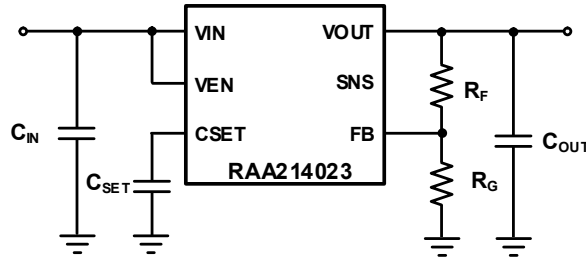 VIN VOUT
VEN SNS
CSET FB
RAA214023
CIN
CSET
RF
RG
COUT